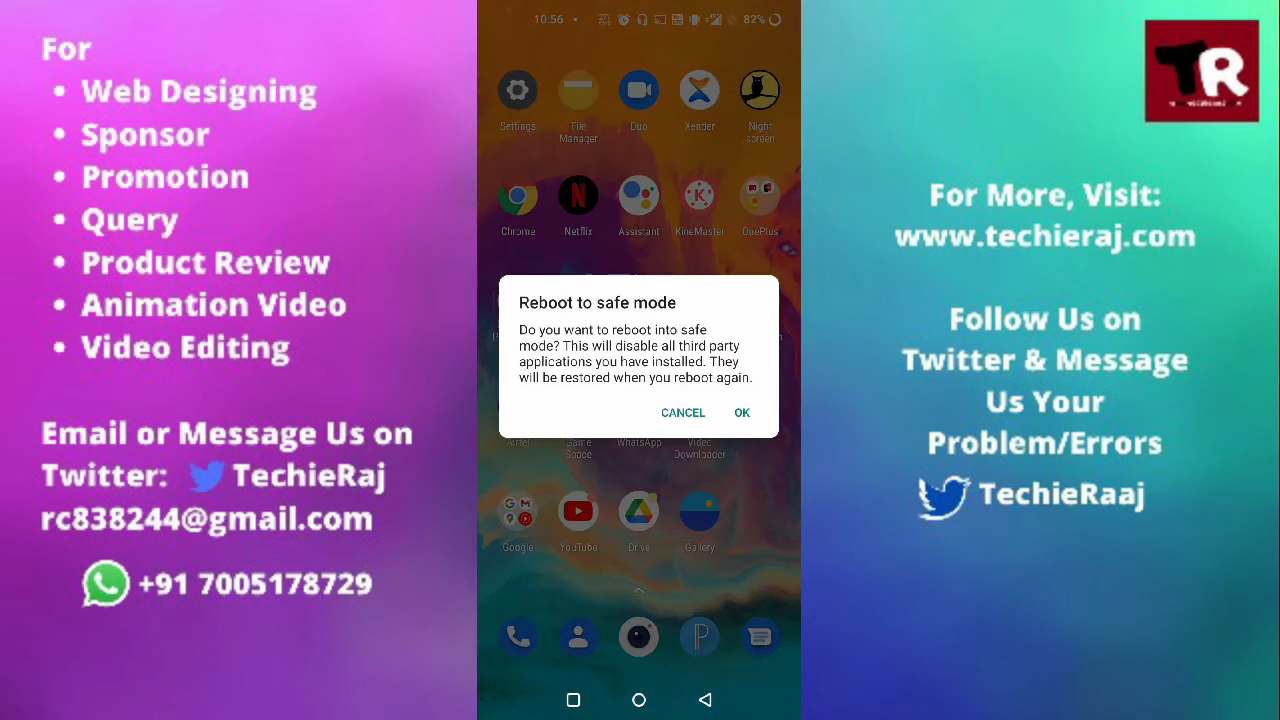 For
• Web Designing
• Sponsor
• Promotion
• Query
• Product Review
• Animation Video
• Video Editing
Email or Message Us on
Twitter: TechieRaj
rc838244@gmail.com
+91 7005178729
10:56
82%
Settings
File
Manager
Duo
Xender
Night
screen
Chrome
Netflix
Assistant
KineMaster
OnePlus
Reboot to safe mode
Do you want to reboot into safe
mode? This will disable all third party
applications you have installed. They
will be restored when you reboot again.
CANCEL OK
Airtel
Game
Space
WhatsApp
Video
Downloader
Google
YouTube
Drive
Gallery
TR
For More, Visit:
www.techieraj.com
Follow Us on
Twitter & Message
Us Your
Problem/Errors
TechieRaaj